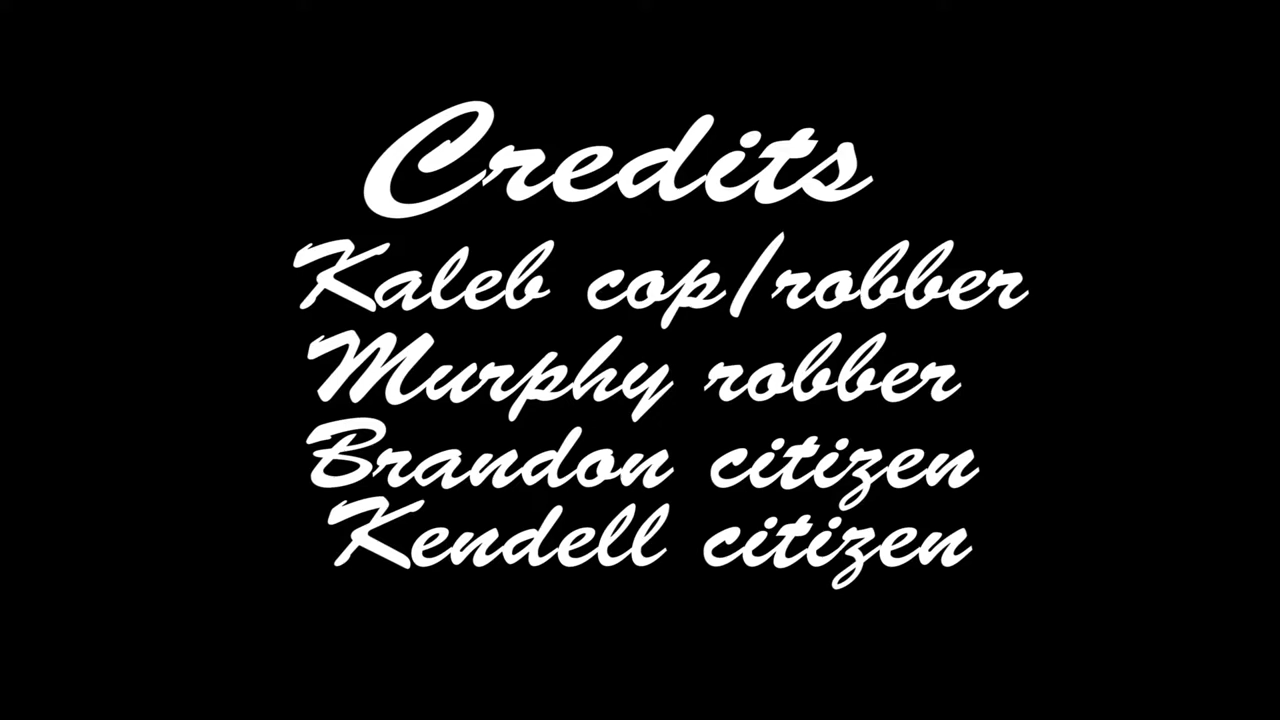 Credits
Kaleb cop/robber
Murphy robber
Brandon citizen
Kendell citizen